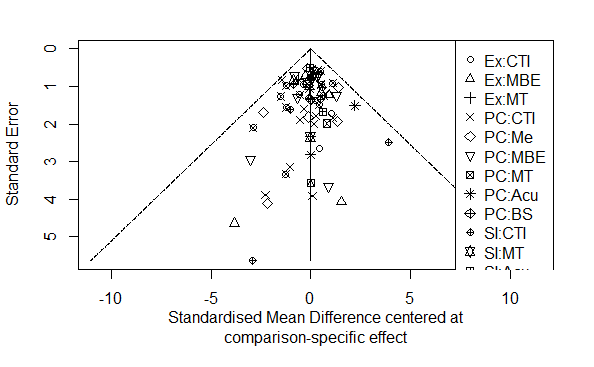 0
1
2
3
4
5
Standard Error
-10
-5
0
5
10
Standardised Mean Difference centered at
comparison-specific effect
Ex:CTI
Ex:MBE
Ex:MT
PC:CTI
PC:Me
PC:MBE
PC:MT
PC:Acu
PC:BS
SI:CTI
SI:MT
SI:Acu